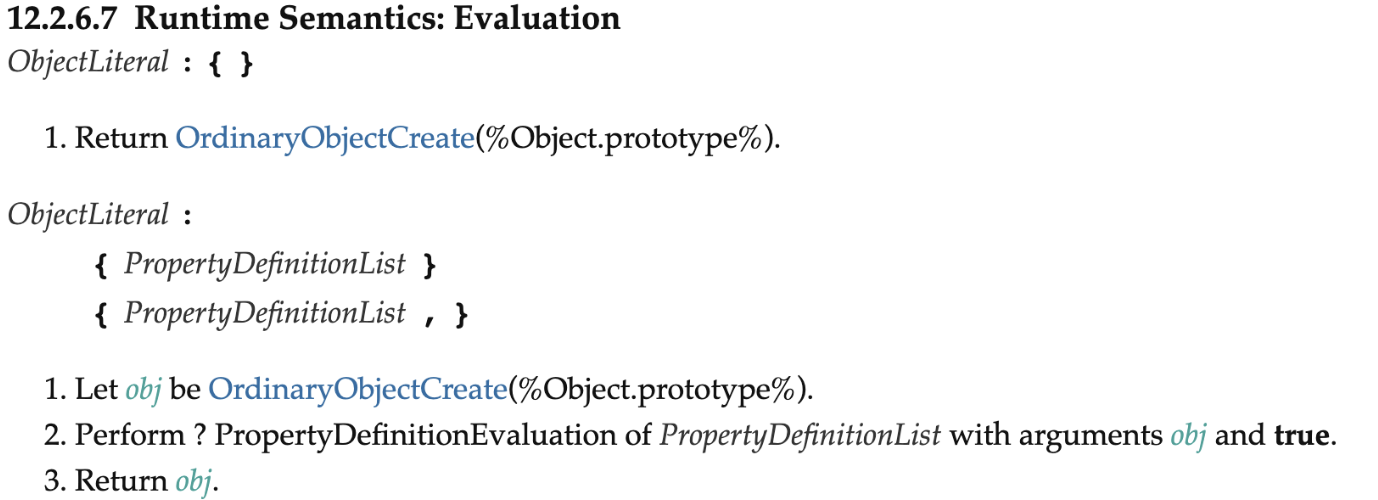 12.2.6.7 Runtime Semantics: Evaluation
ObjectLiteral : { }
1. Return OrdinaryObjectCreate(%Object.prototype%).
ObjectLiteral :
{ PropertyDefinitionList }
{ PropertyDefinitionList , }
1. Let obj be OrdinaryObjectCreate(%Object.prototype%).
2. Perform ? PropertyDefinitionEvaluation of PropertyDefinitionList with arguments obj and true.
3. Return obj.